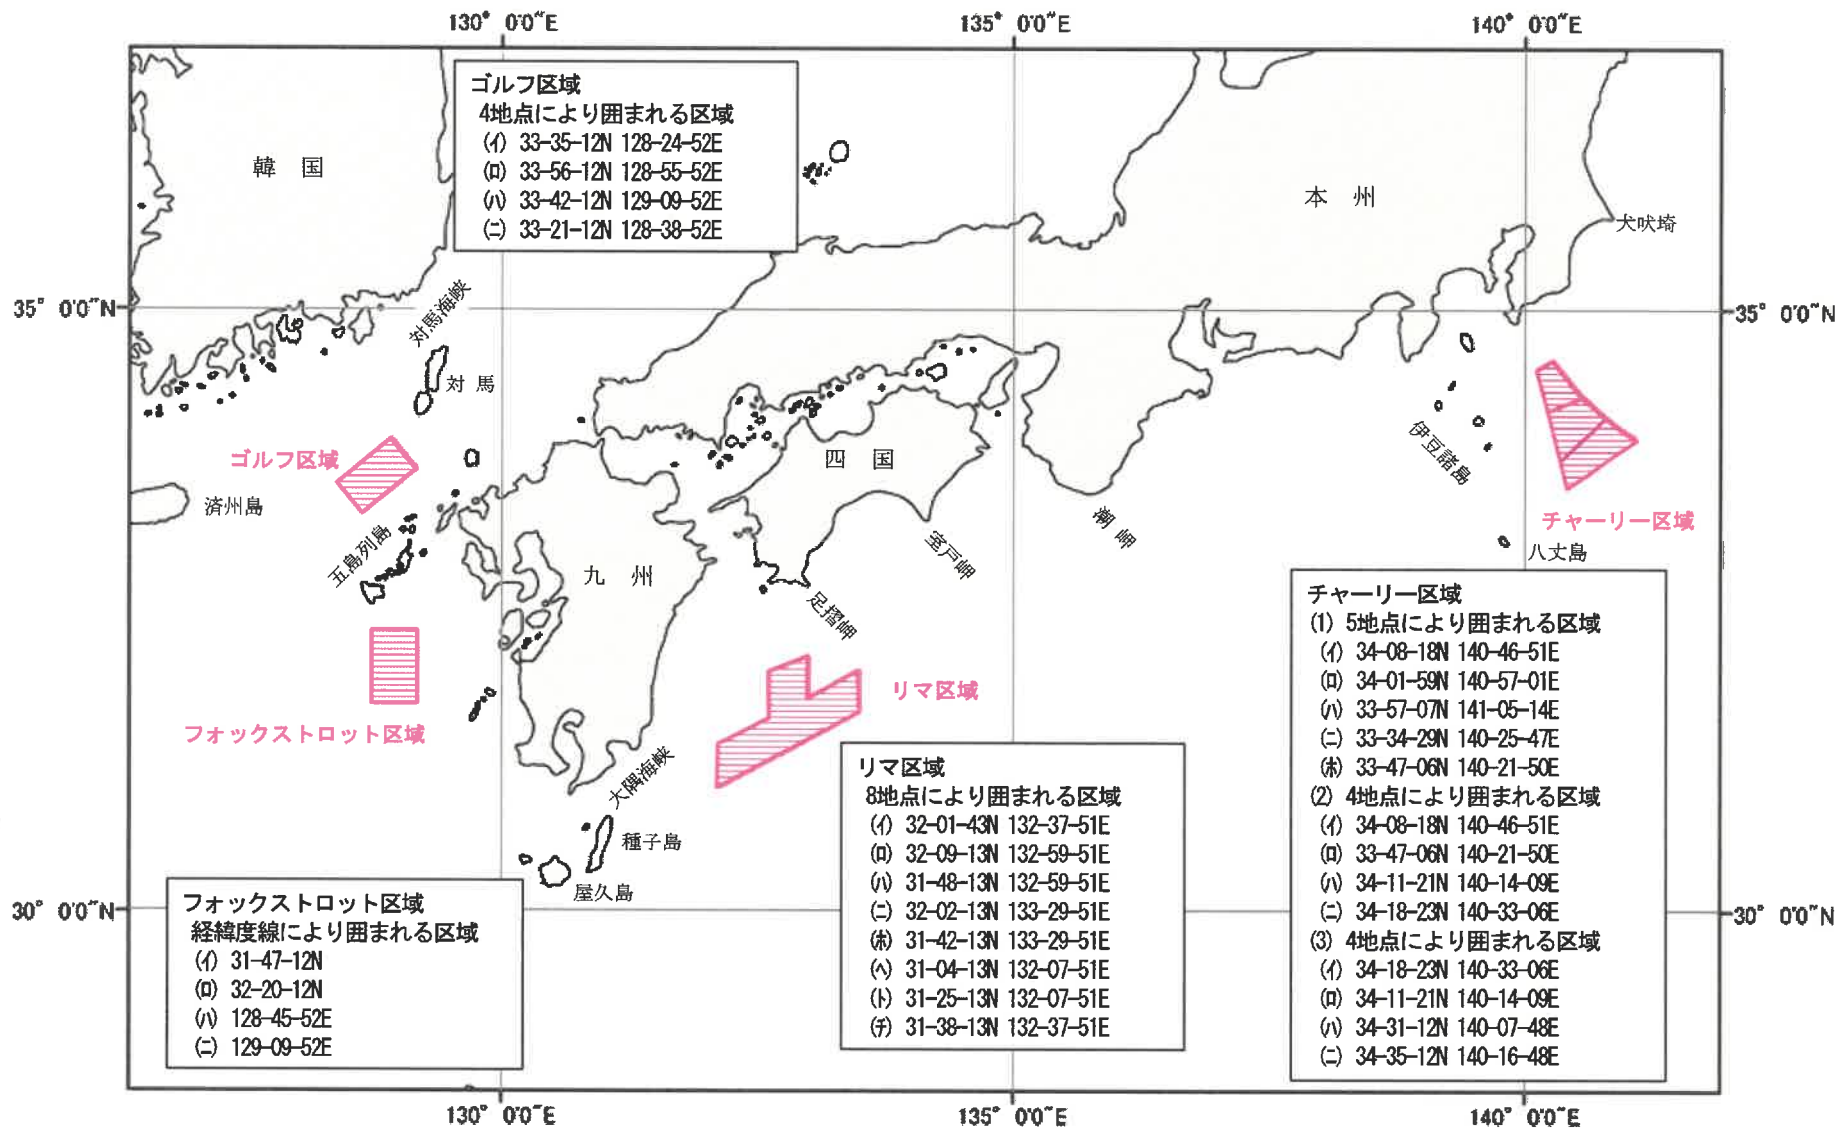 130° 0'0"E
135° 0'0"E
140° 0'0"E
ゴルフ区域
4地点により囲まれる区域
(イ) 33-35-12N 128-24-52E
(ロ) 33-56-12N 128-55-52E
(ハ) 33-42-12N 129-09-52E
(ニ) 33-21-12N 128-38-52E
韓 国
本 州
犬吠埼
35° 0'0"N
35° 0'0"N
対馬海峡
対 馬
ゴルフ区域
済州島
五島列島
九 州
四 国
室戸岬
足摺岬
潮 岬
伊豆諸島
チャーリー区域
八丈島
フォックストロット区域
リマ区域
大隅海峡
種子島
屋久島
チャーリー区域
(1) 5地点により囲まれる区域
(イ) 34-08-18N 140-46-51E
(ロ) 34-01-59N 140-57-01E
(ハ) 33-57-07N 141-05-14E
(ニ) 33-34-29N 140-25-47E
(ホ) 33-47-06N 140-21-50E
(2) 4地点により囲まれる区域
(イ) 34-08-18N 140-46-51E
(ロ) 33-47-06N 140-21-50E
(ハ) 34-11-21N 140-14-09E
(ニ) 34-18-23N 140-33-06E
(3) 4地点により囲まれる区域
(イ) 34-18-23N 140-33-06E
(ロ) 34-11-21N 140-14-09E
(ハ) 34-31-12N 140-07-48E
(ニ) 34-35-12N 140-16-48E
リマ区域
8地点により囲まれる区域
(イ) 32-01-43N 132-37-51E
(ロ) 32-09-13N 132-59-51E
(ハ) 31-48-13N 132-59-51E
(ニ) 32-02-13N 133-29-51E
(ホ) 31-42-13N 133-29-51E
(ヘ) 31-04-13N 132-07-51E
(ト) 31-25-13N 132-07-51E
(チ) 31-38-13N 132-37-51E
フォックストロット区域
経緯度線により囲まれる区域
(イ) 31-47-12N
(ロ) 32-20-12N
(ハ) 128-45-52E
(ニ) 129-09-52E
30° 0'0"N
30° 0'0"N
130° 0'0"E
135° 0'0"E
140° 0'0"E